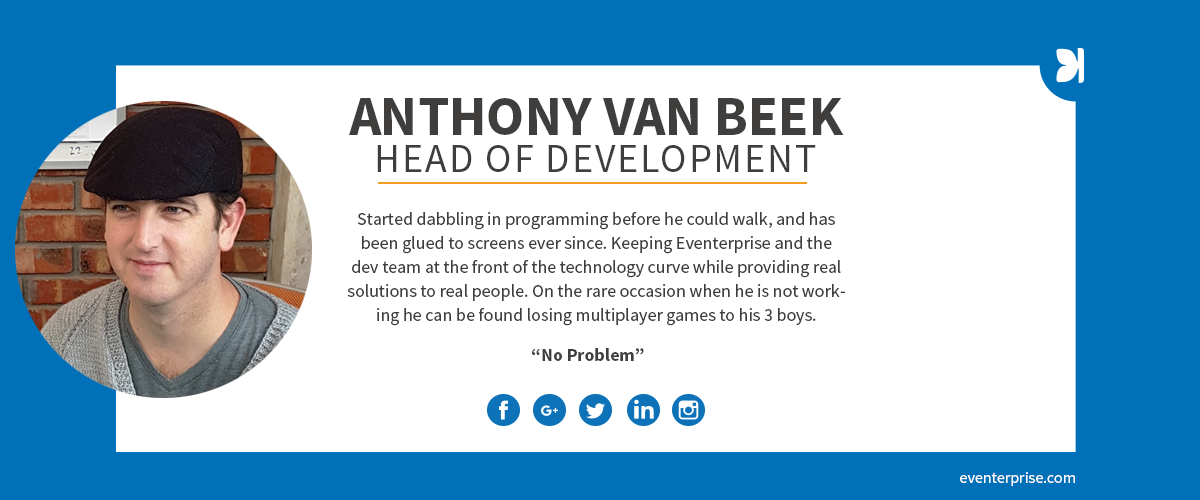 ANTHONY VAN BEEK
HEAD OF DEVELOPMENT
Started dabbling in programming before he could walk, and has
been glued to screens ever since. Keeping Eventerprise and the
dev team at the front of the technology curve while providing real
solutions to real people. On the rare occasion when he is not work-
ing he can be found losing multiplayer games to his 3 boys.
“No Problem”
f G+ in
eventerprise.com